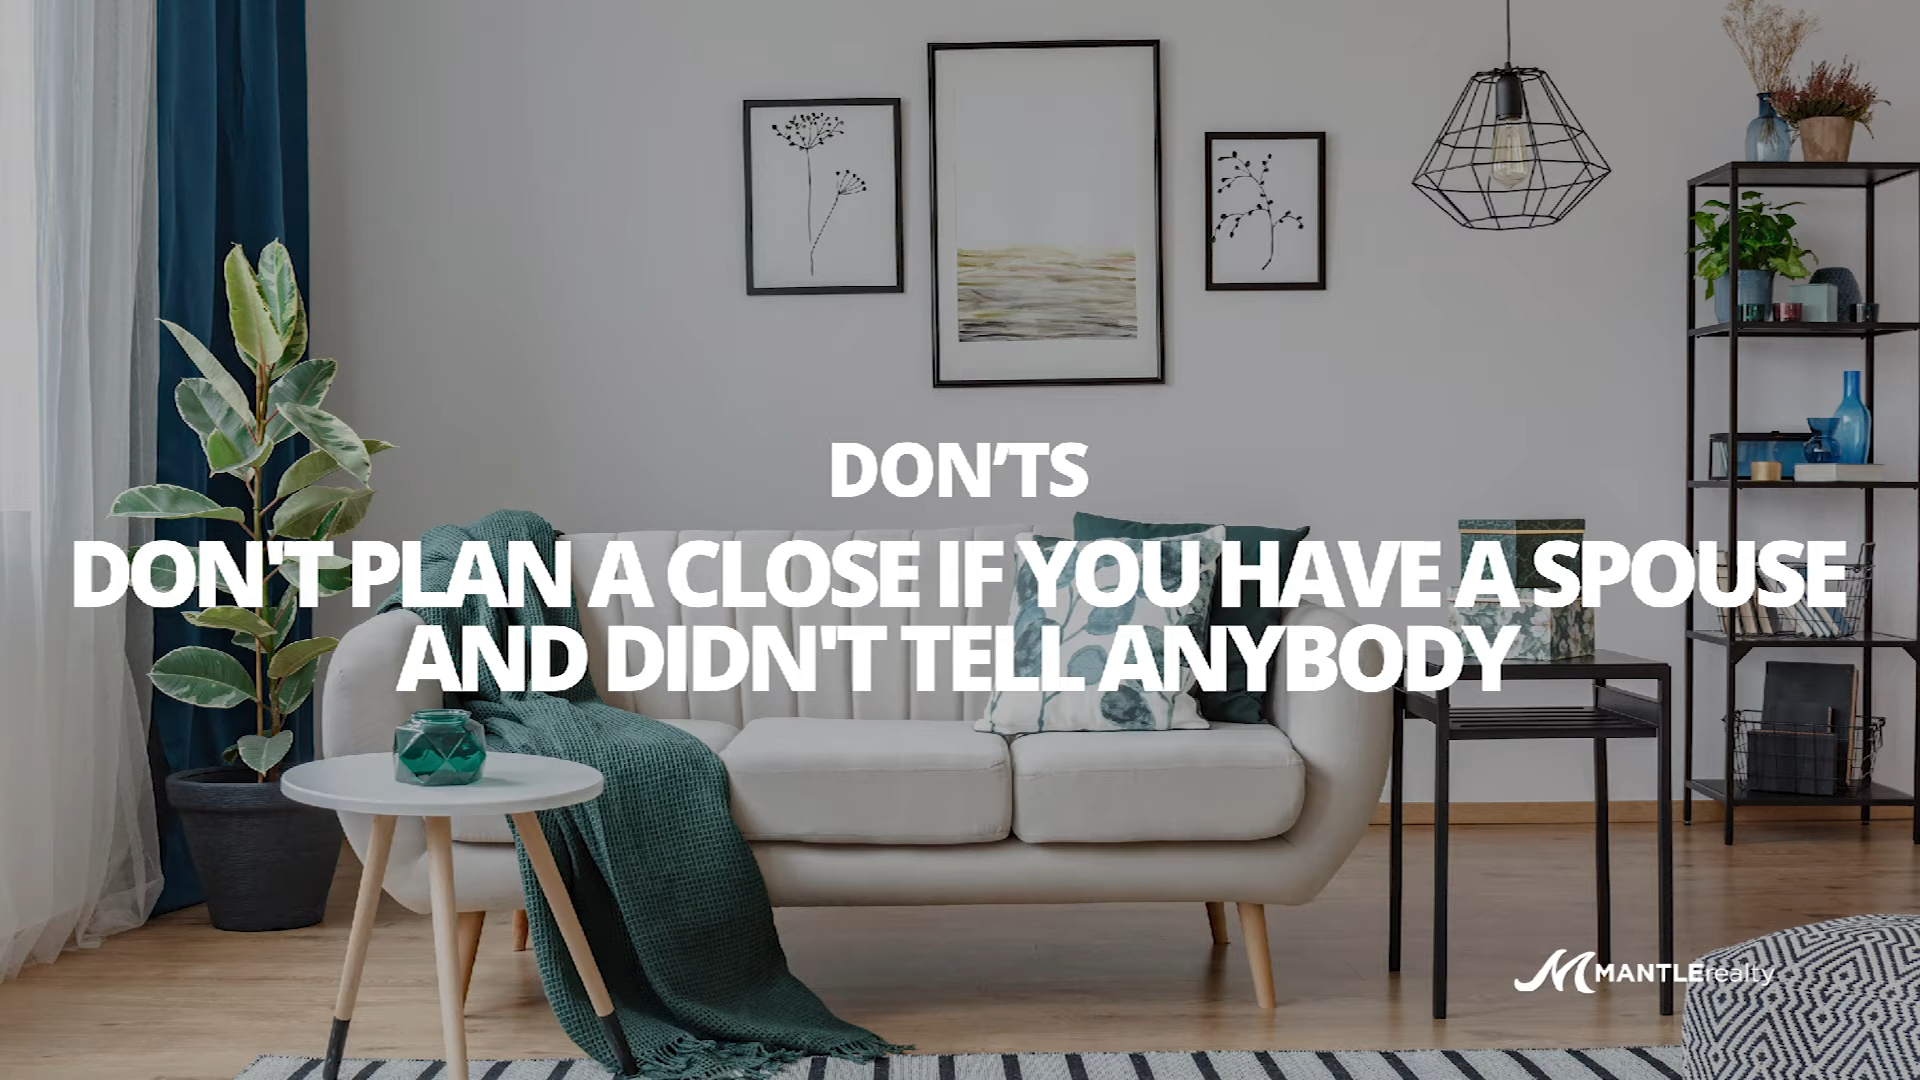 DON’TS
DON'T PLAN A CLOSE IF YOU HAVE A SPOUSE
AND DIDN'T TELL ANYBODY
MANTLErealty